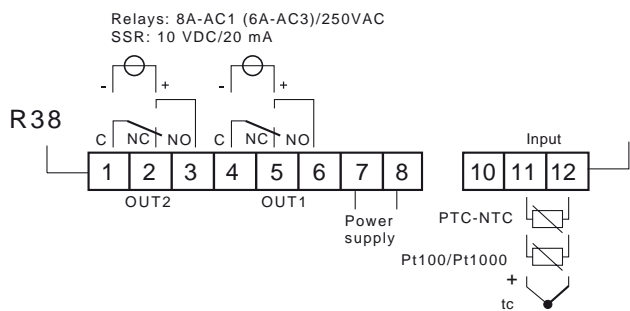 Relays: 8A-AC1 (6A-AC3)/250VAC
SSR: 10 VDC/20 mA
- + - +
R38
C NC NO C NC NO Input
1 2 3 4 5 6 7 8 10 11 12
OUT2 OUT1
Power
supply
PTC-NTC
Pt100/Pt1000
+
tc